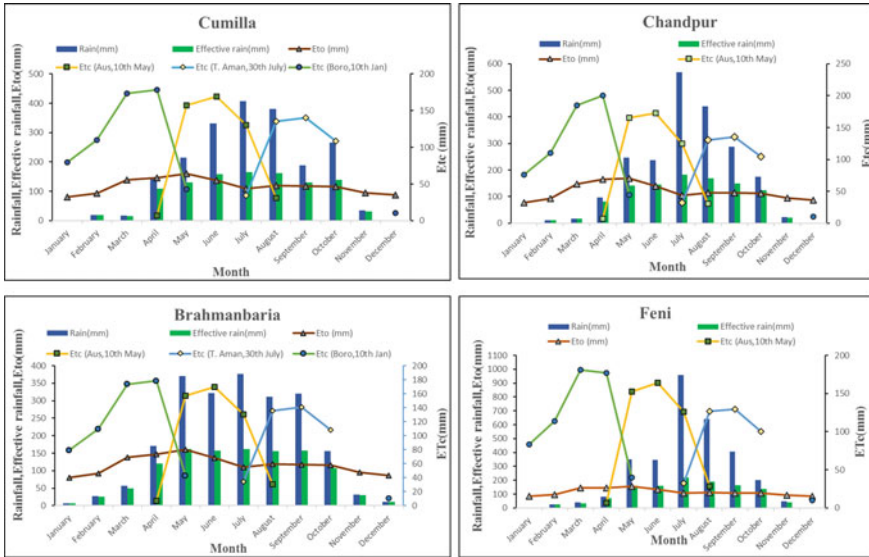 Cumilla
Rain(mm) Effective rain(mm) Eto (mm)
Etc (Aus,10th May) Etc (T. Aman,30th July) Etc (Boro,10th Jan)
Rainfall,Effective rainfall,Eto(mm)
500
400
300
200
100
0
200
150
100
50
0
Etc (mm)
January February March April May June July August September October November December
Month
Chandpur
Rain(mm) Effective rain(mm)
Eto (mm) Etc (Aus,10th May)
Rainfall,Effective rainfall,Eto(mm)
600
500
400
300
200
100
0
250
200
150
100
50
0
Etc(mm)
January February March April May June July August September October November December
Month
Brahmanbaria
Rain(mm) Effective rain(mm) Eto (mm)
Etc (Aus,10th May) Etc (T. Aman,30th July) Etc (Boro,10th Jan)
Rainfall,Effective rainfall,Eto(mm)
400
350
300
250
200
150
100
50
0
200
180
160
140
120
100
80
60
40
20
0
ETc(mm)
January February March April May June July August September October November December
Month
Feni
Rain(mm) Effective rain(mm)
Eto (mm) Etc (Aus,10th May)
Rainfall,Effective rainfall,Eto(mm)
1100
1000
900
800
700
600
500
400
300
200
100
0
200
150
100
50
0
ETc(mm)
January February March April May June July August September October November December
Month